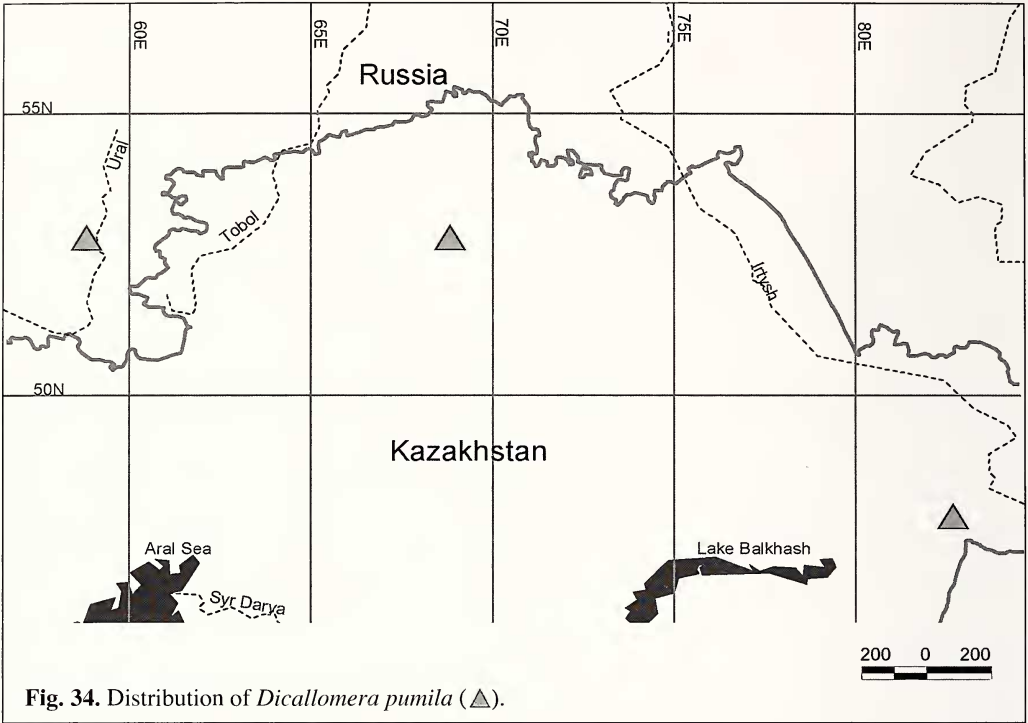 60E
65E
70E
75E
80E
Russia
55N
Ural
Tobol
Irtysh
50N
Kazakhstan
Aral Sea
Lake Balkhash
Syr Darya
200 0 200
Fig. 34. Distribution of Dicallomera pumila (△).